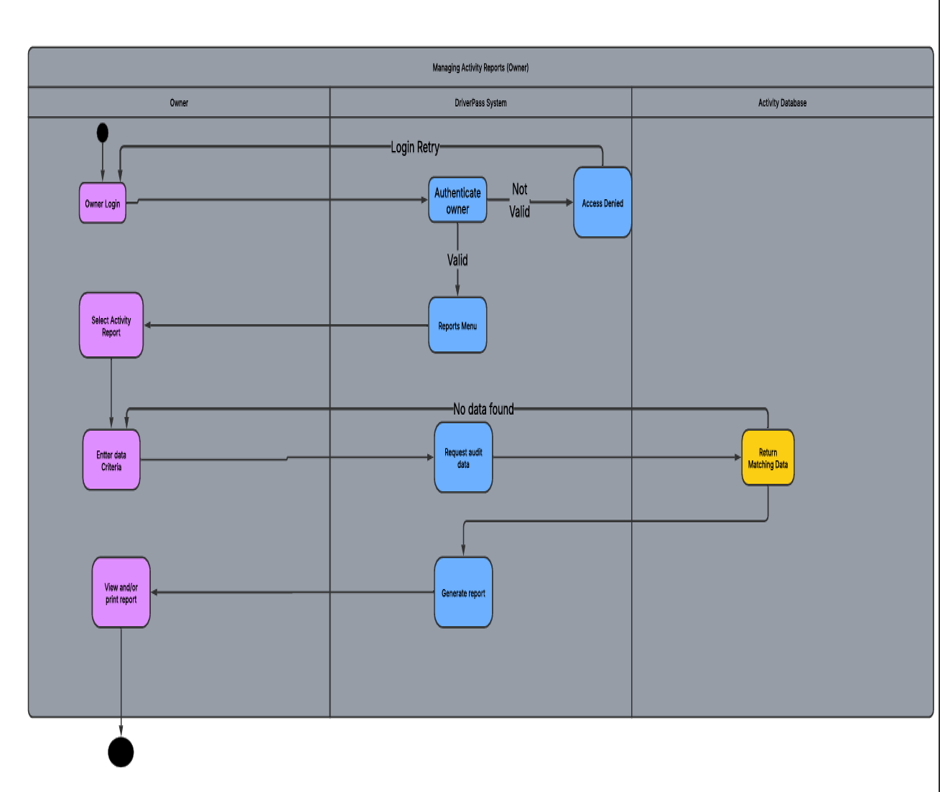 Managing Activity Reports (Owner)
Owner
DriverPass System
Activity Database
Login Retry
Owner Login
Authenticate
owner
Not
Valid
Access Denied
Valid
Select Activity
Report
Reports Menu
No data found
Entter data
Criteria
Request audit
data
Return
Matching Data
View and/or
print report
Generate report